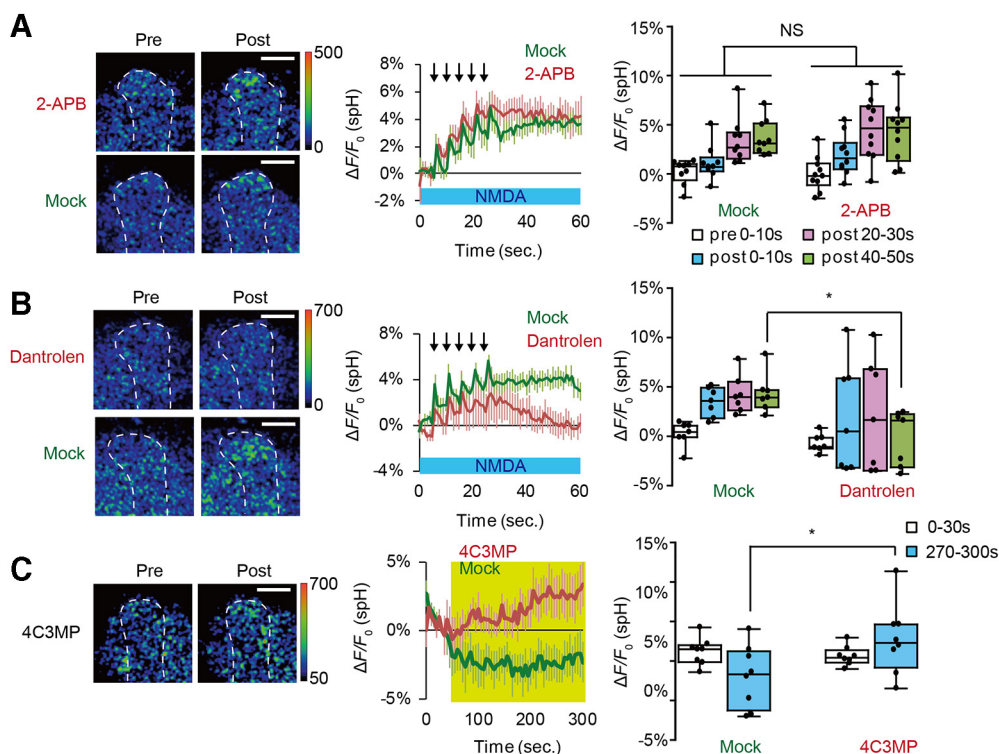 A
Pre
Post
500
0
2-APB
Mock
Mock
2-APB
8%
6%
4%
2%
0%
-2%
ΔF/F0 (spH)
NMDA
0
20
40
60
Time (sec.)
15%
10%
5%
0%
-5%
ΔF/F0 (spH)
NS
Mock
2-APB
pre 0-10s
post 20-30s
post 0-10s
post 40-50s
B
Pre
Post
700
0
Dantrolen
Mock
Mock
Dantrolen
8%
4%
0%
-4%
ΔF/F0 (spH)
NMDA
0
20
40
60
Time (sec.)
15%
10%
5%
0%
-5%
ΔF/F0 (spH)
*
Mock
Dantrolen
C
Pre
Post
700
50
4C3MP
4C3MP
Mock
5%
0%
-5%
ΔF/F0 (spH)
0
100
200
300
Time (sec.)
0-30s
270-300s
15%
10%
5%
0%
-5%
ΔF/F0 (spH)
*
Mock
4C3MP